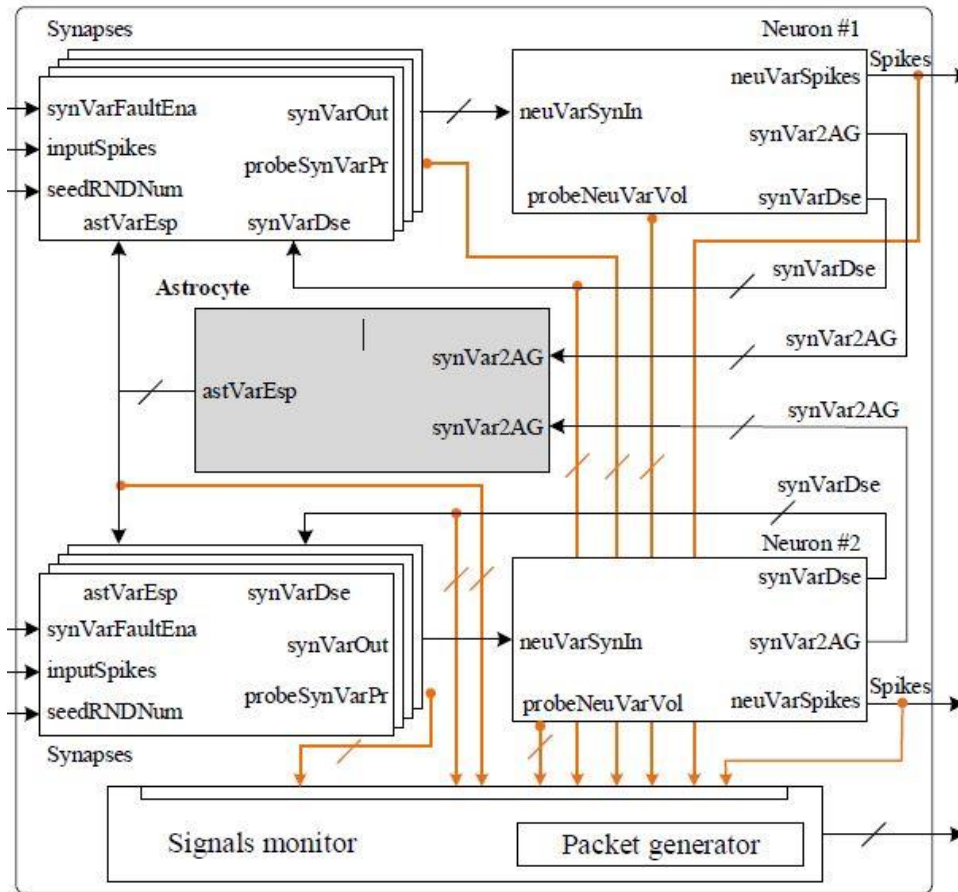 Synapses
Neuron #1
Spikes
synVarFaultEna
synVarOut
neuVarSynIn
neuVarSpikes
inputSpikes
synVar2AG
probeSynVarPr
seedRNDNum
probeNeuVarVol
synVarDse
astVarEsp
synVarDse
synVarDse
Astrocyte
synVar2AG
synVar2AG
astVarEsp
synVar2AG
synVar2AG
synVarDse
Neuron #2
synVarDse
astVarEsp
synVarDse
synVarFaultEna
synVarOut
neuVarSynIn
synVar2AG
inputSpikes
probeSynVarPr
Spikes
seedRNDNum
probeNeuVarVol
neuVarSpikes
Synapses
Signals monitor
Packet generator